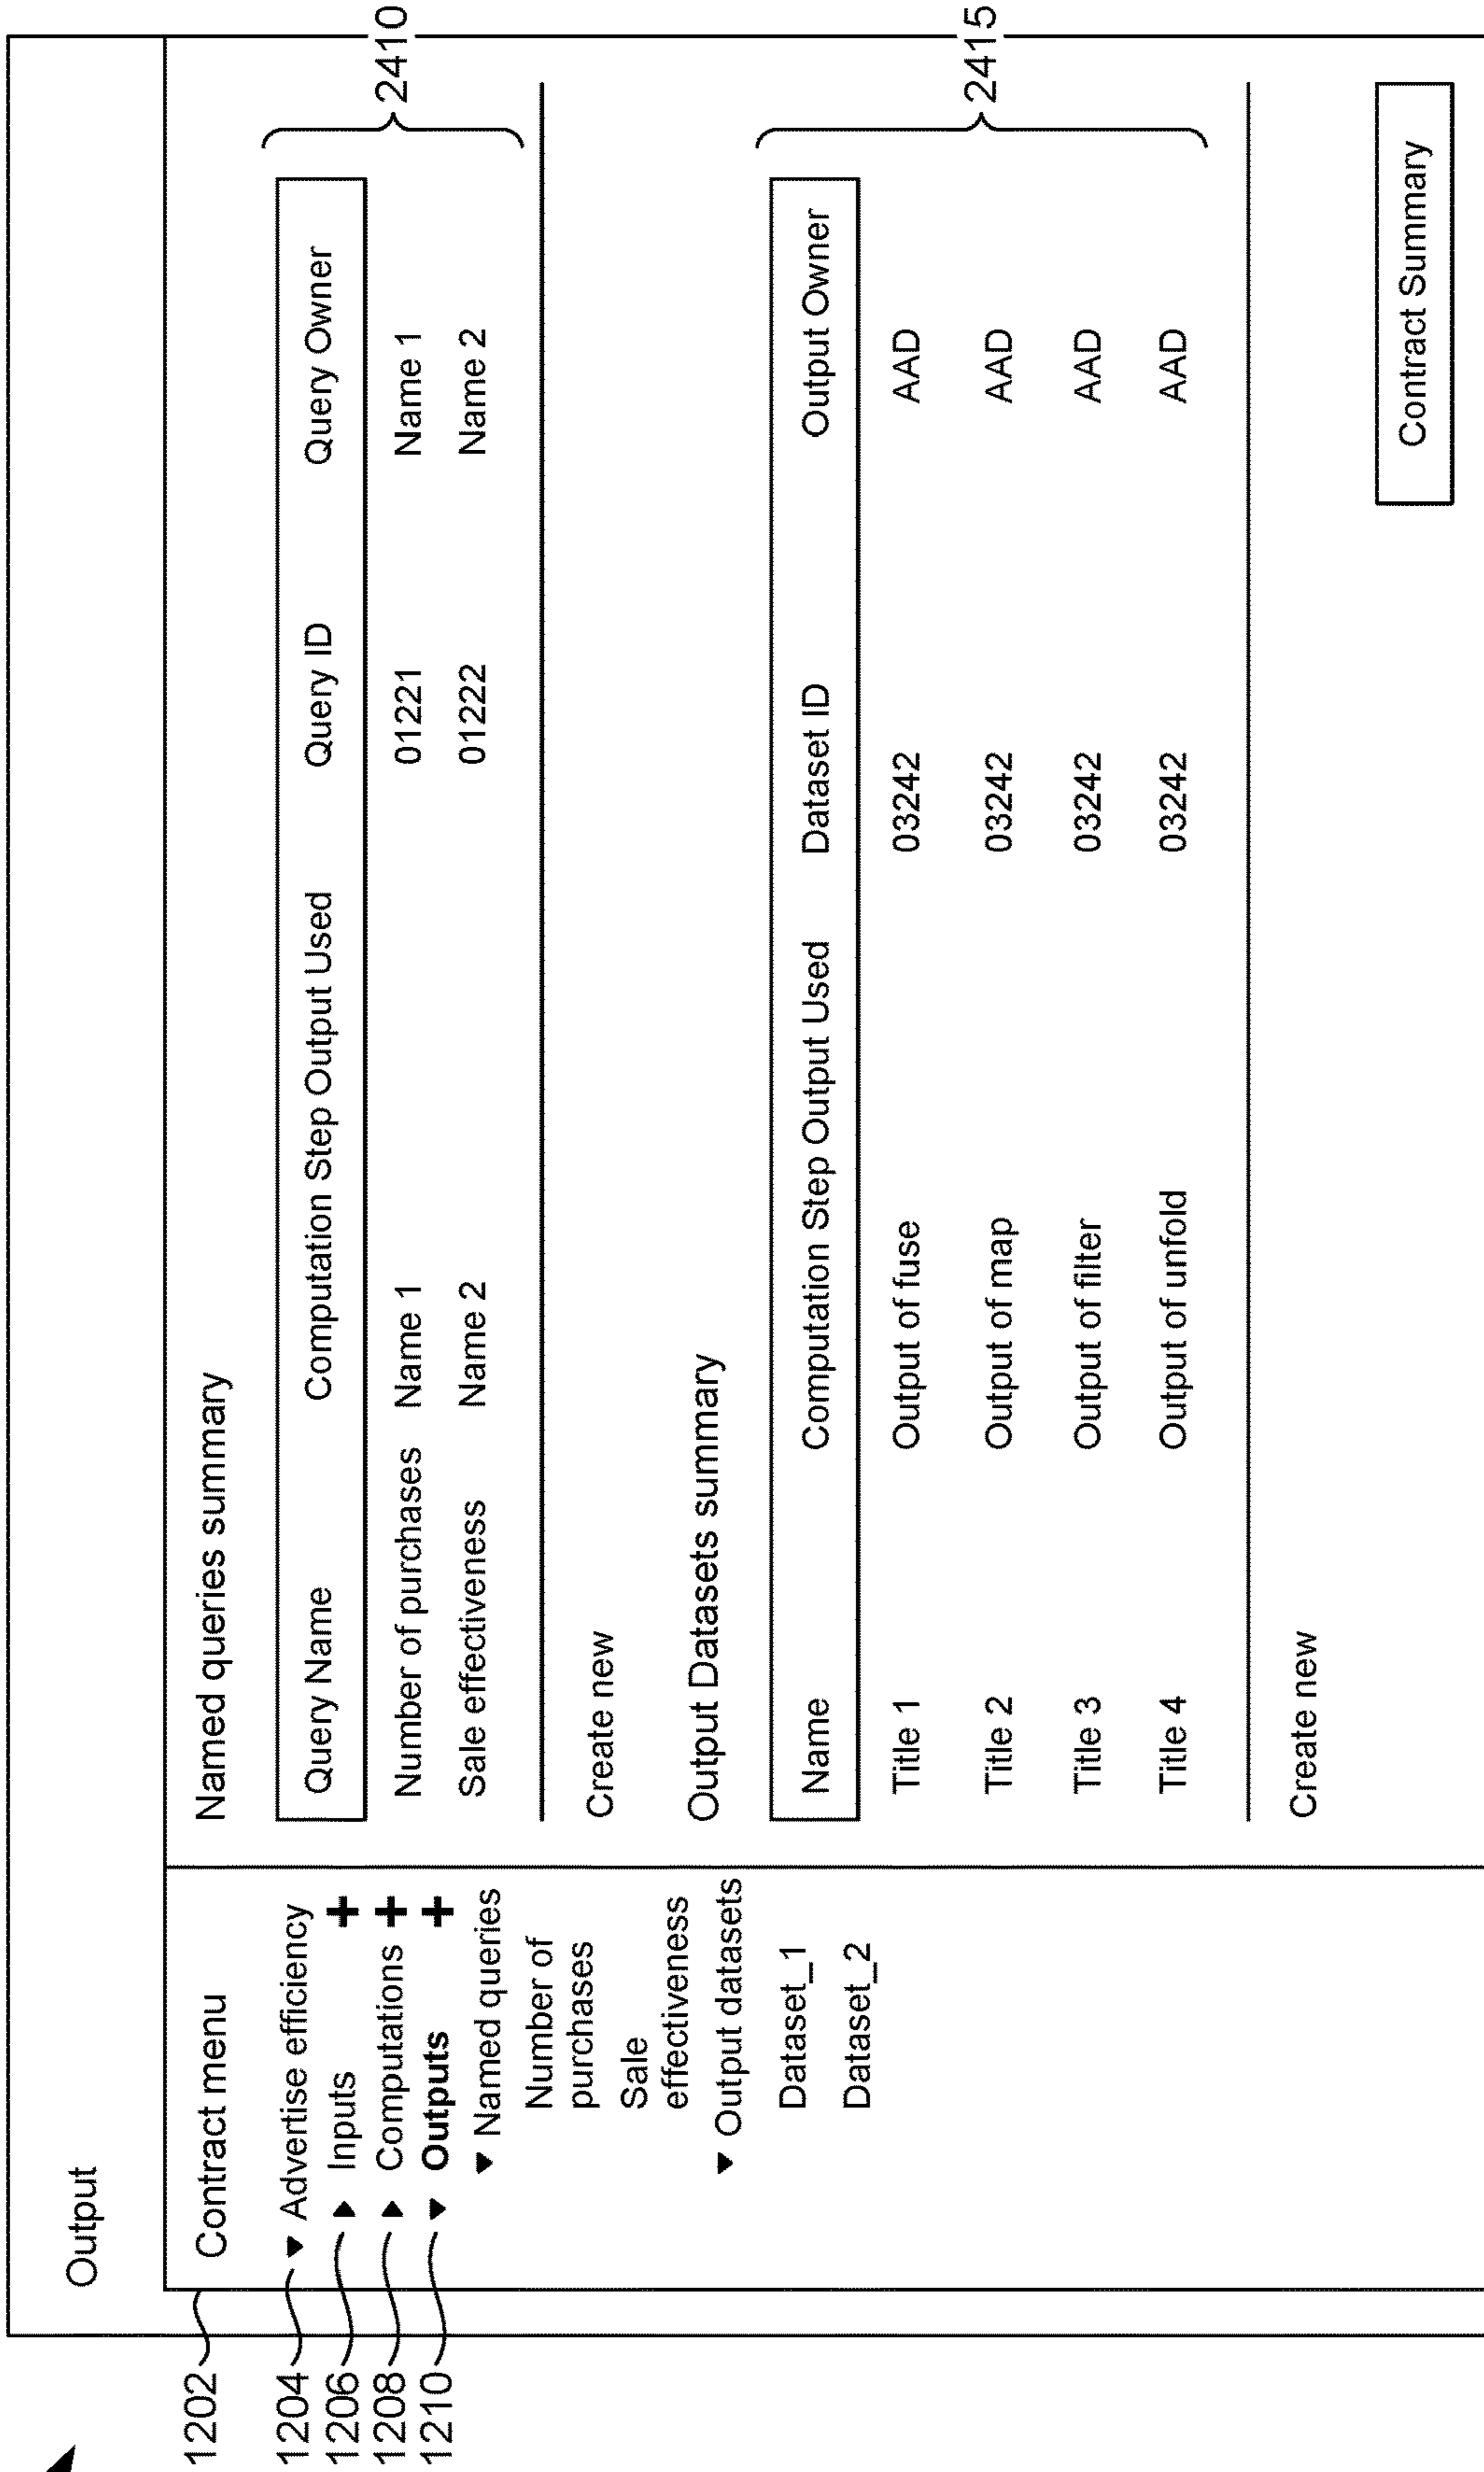 Output
1202
Contract menu
1204
▼ Advertise efficiency
1206
▶ Inputs +
1208
▶ Computations +
1210
▼ Outputs +
▼ Named queries
Number of
purchases
Sale
effectiveness
▼ Output datasets
Dataset_1
Dataset_2
Named queries summary
Query Name Computation Step Output Used Query ID Query Owner
Number of purchases Name 1 01221 Name 1
Sale effectiveness Name 2 01222 Name 2
2410
Create new
Output Datasets summary
Name Computation Step Output Used Dataset ID Output Owner
Title 1 Output of fuse 03242 AAD
Title 2 Output of map 03242 AAD
Title 3 Output of filter 03242 AAD
Title 4 Output of unfold 03242 AAD
2415
Create new
Contract Summary